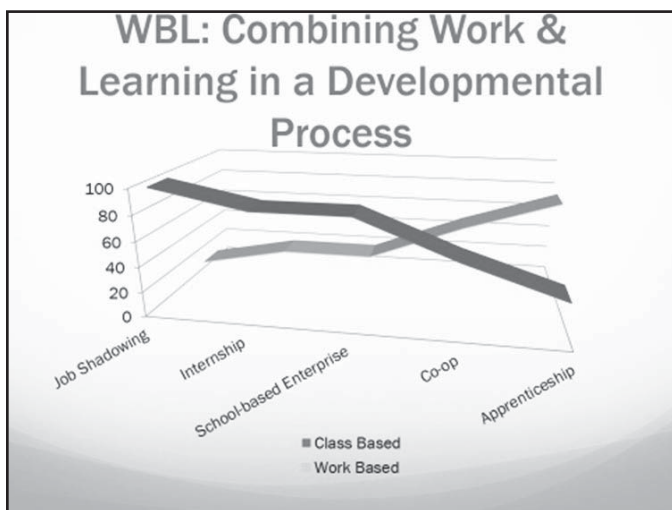 WBL: Combining Work &
Learning in a Developmental
Process
100
80
60
40
20
0
Job Shadowing
Internship
School-based Enterprise
Co-op
Apprenticeship
Class Based
Work Based